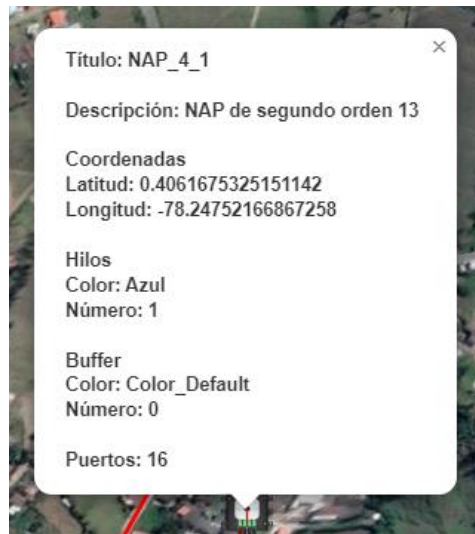 Título: NAP_4_1
Descripción: NAP de segundo orden 13
Coordenadas
Latitud: 0.4061675325151142
Longitud: -78.24752166867258
Hilos
Color: Azul
Número: 1
Buffer
Color: Color_Default
Número: 0
Puertos: 16